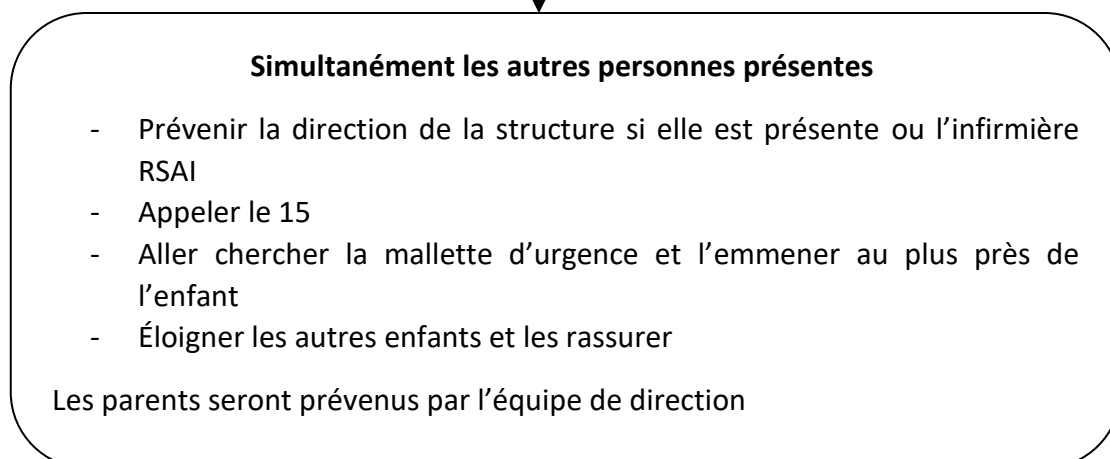 Simultanément les autres personnes présentes
- Prévenir la direction de la structure si elle est présente ou l’infirmière
RSAI
- Appeler le 15
- Aller chercher la mallette d’urgence et l’emmener au plus près de
l’enfant
- Éloigner les autres enfants et les rassurer
Les parents seront prévenus par l’équipe de direction